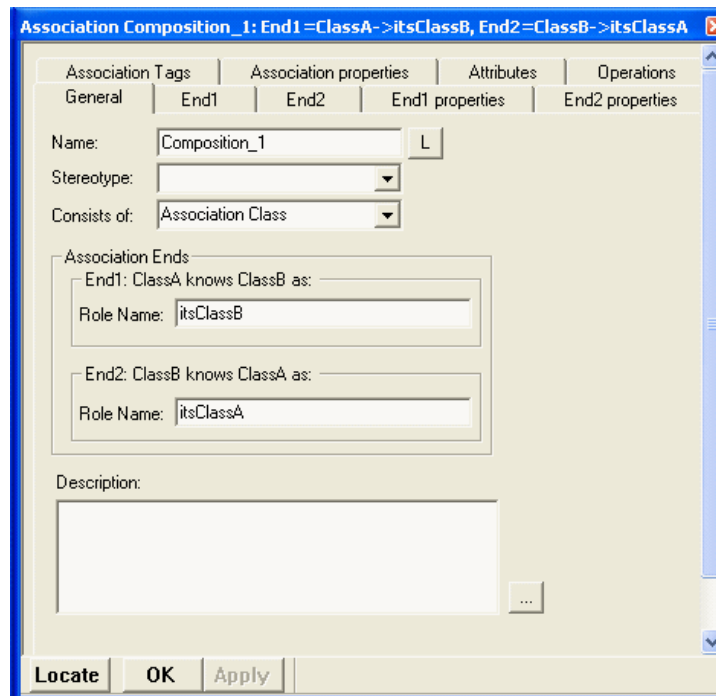 Association Composition_1: End1=ClassA->itsClassB, End2=ClassB->itsClassA
Association Tags Association properties Attributes Operations
General End1 End2 End1 properties End2 properties
Name: Composition_1 L
Stereotype:
Consists of: Association Class
Association Ends
End1: ClassA knows ClassB as:
Role Name: itsClassB
End2: ClassB knows ClassA as:
Role Name: itsClassA
Description:
...
Locate OK Apply